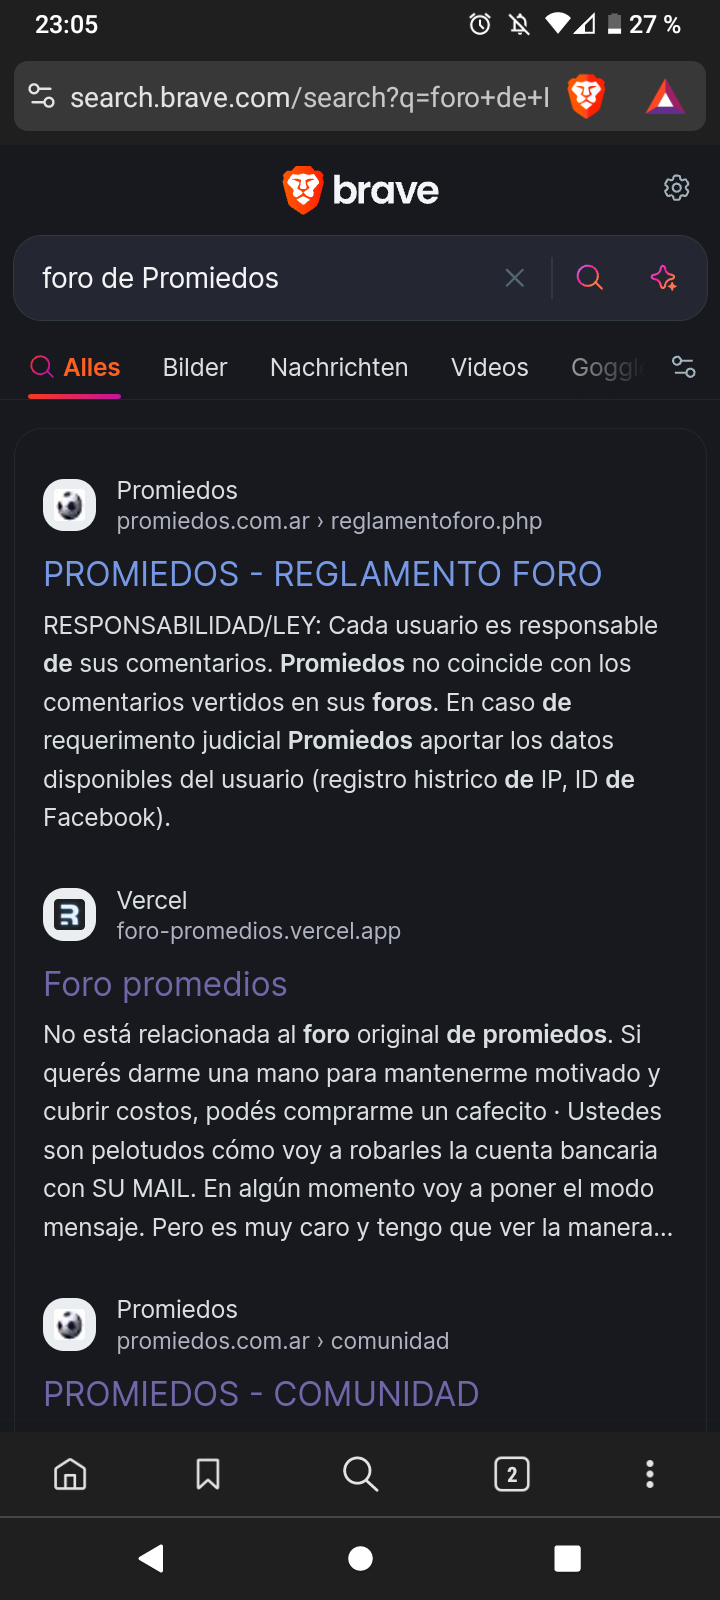 23:05
27 %
search.brave.com/search?q=foro+de+I
brave
foro de Promiedos
Alles
Bilder
Nachrichten
Videos
Goggl
Promiedos
promiedos.com.ar › reglamentoforo.php
PROMIEDOS - REGLAMENTO FORO
RESPONSABILIDAD/LEY: Cada usuario es responsable
de sus comentarios. Promiedos no coincide con los
comentarios vertidos en sus foros. En caso de
requerimento judicial Promiedos aportar los datos
disponibles del usuario (registro histrico de IP, ID de
Facebook).
Vercel
foro-promedios.vercel.app
Foro promedios
No está relacionada al foro original de promiedos. Si
querés darme una mano para mantenerme motivado y
cubrir costos, podés comprarme un cafecito · Ustedes
son pelotudos cómo voy a robarles la cuenta bancaria
con SU MAIL. En algún momento voy a poner el modo
mensaje. Pero es muy caro y tengo que ver la manera...
Promiedos
promiedos.com.ar › comunidad
PROMIEDOS - COMUNIDAD
2